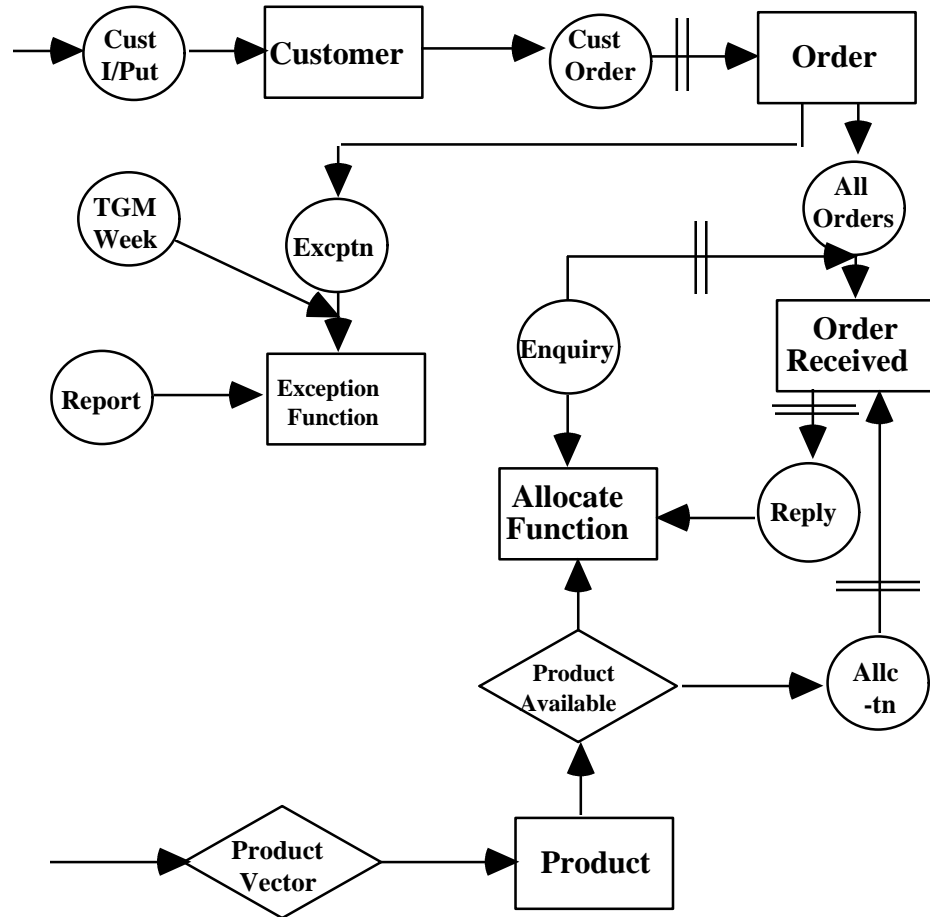 Cust
I/Put
Customer
Cust
Order
Order
TGM
Week
Excptn
All
Orders
Enquiry
Order
Received
Report
Exception
Function
Allocate
Function
Reply
Product
Available
Allc
-tn
Product
Vector
Product